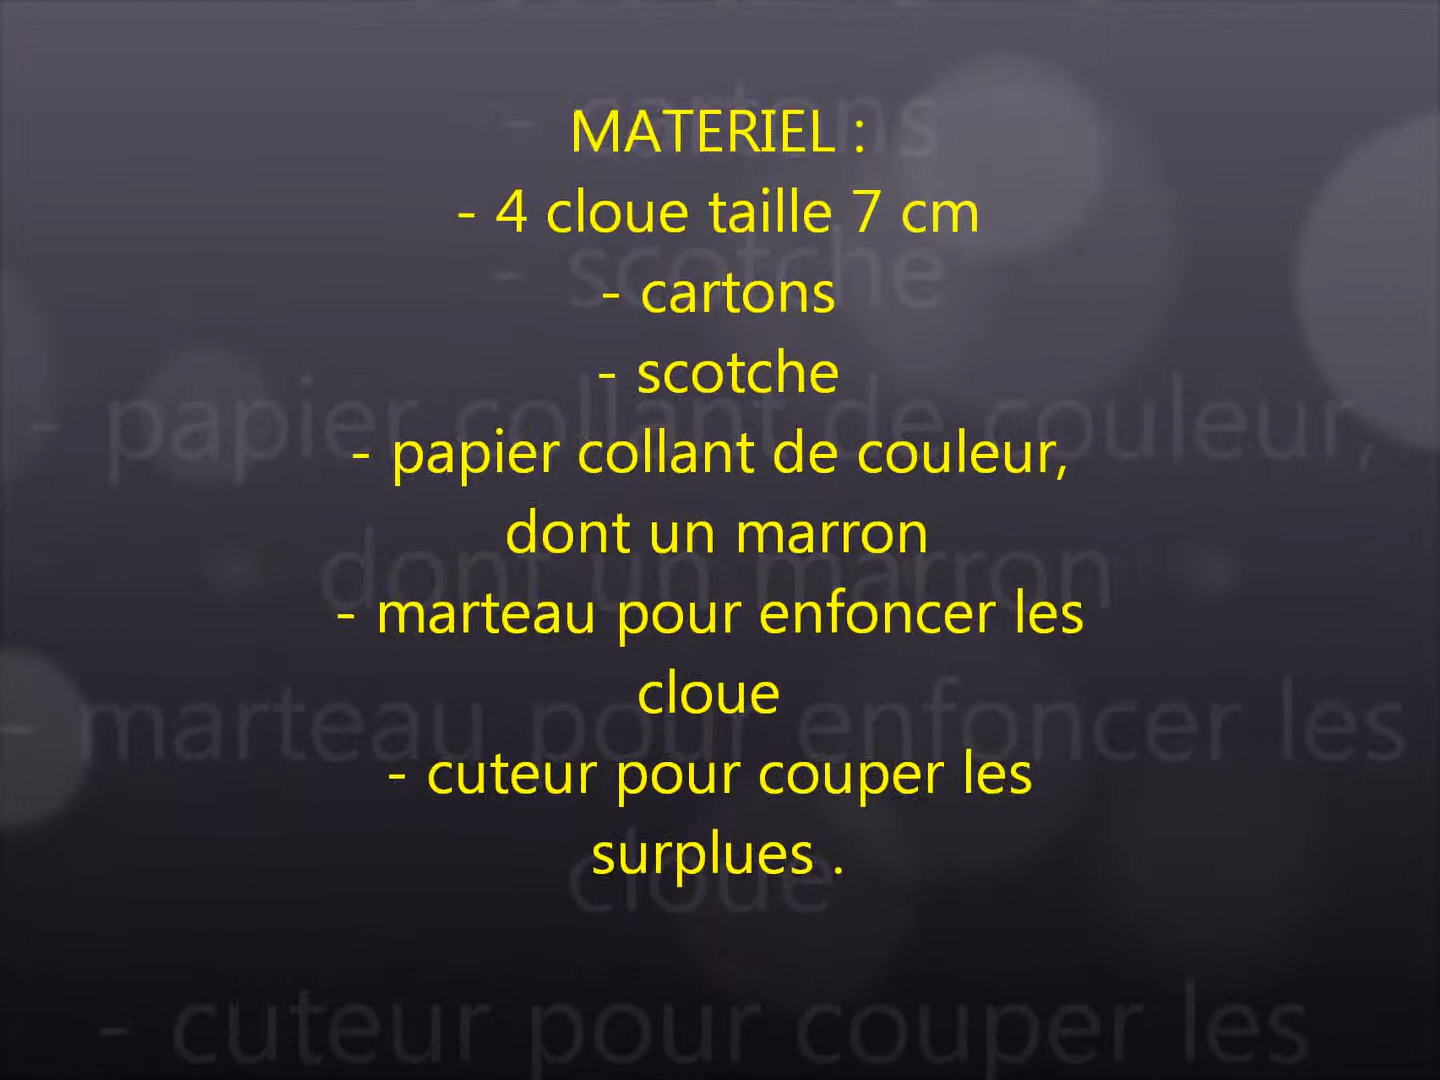 MATERIEL :
- 4 cloue taille 7 cm
- cartons
- scotche
- papier collant de couleur,
dont un marron
- marteau pour enfoncer les
cloue
- cuteur pour couper les
surplues .